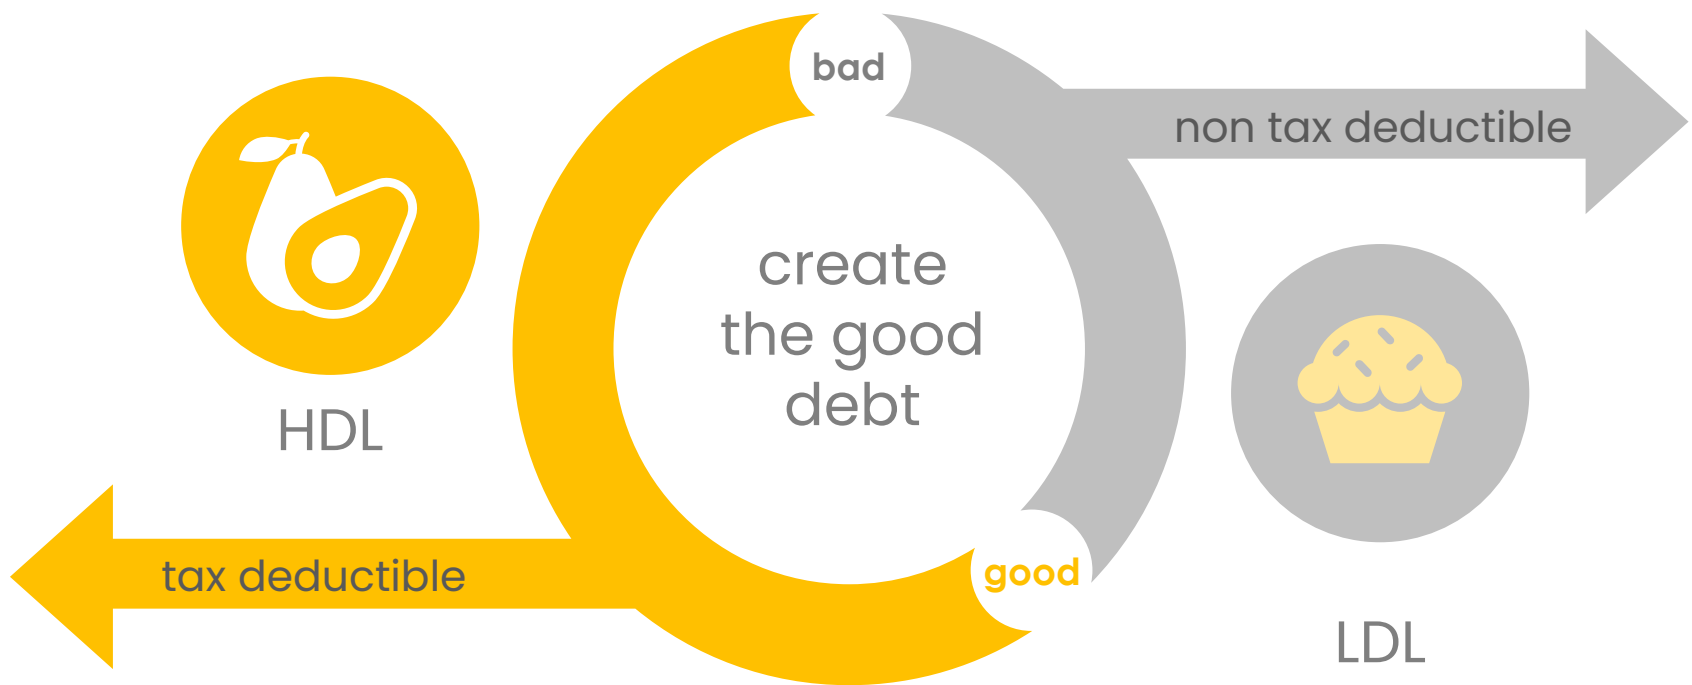 bad
non tax deductible
create
the good
debt
HDL
tax deductible
good
LDL